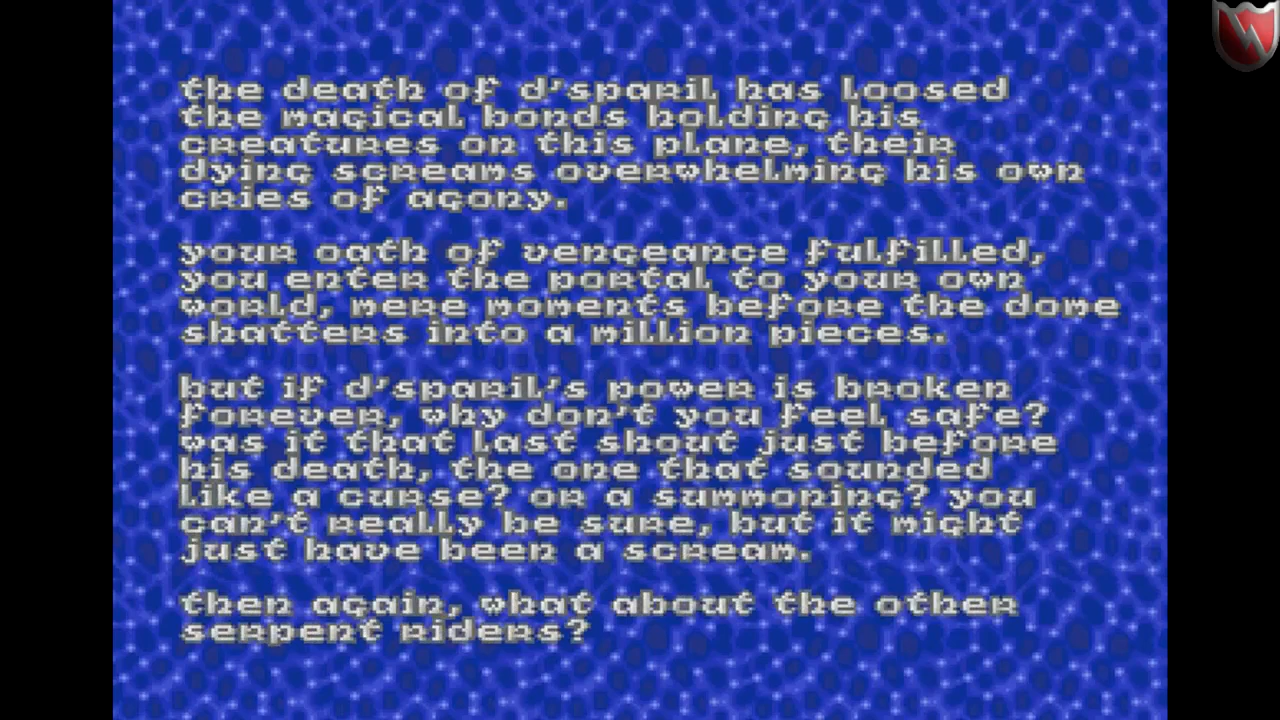 the death of d'sparil has loosed
the magical bonds holding his
creatures on this plane, their
dying screams overwhelming his own
cries of agony.
your oath of vengeance fulfilled,
you enter the portal to your own
world, mere moments before the dome
shatters into a million pieces.
but if d'sparil's power is broken
forever, why don't you feel safe?
was it that last shout just before
his death, the one that sounded
like a curse? or a summoning? you
can't really be sure, but it might
just have been a scream.
then again, what about the other
serpent riders?